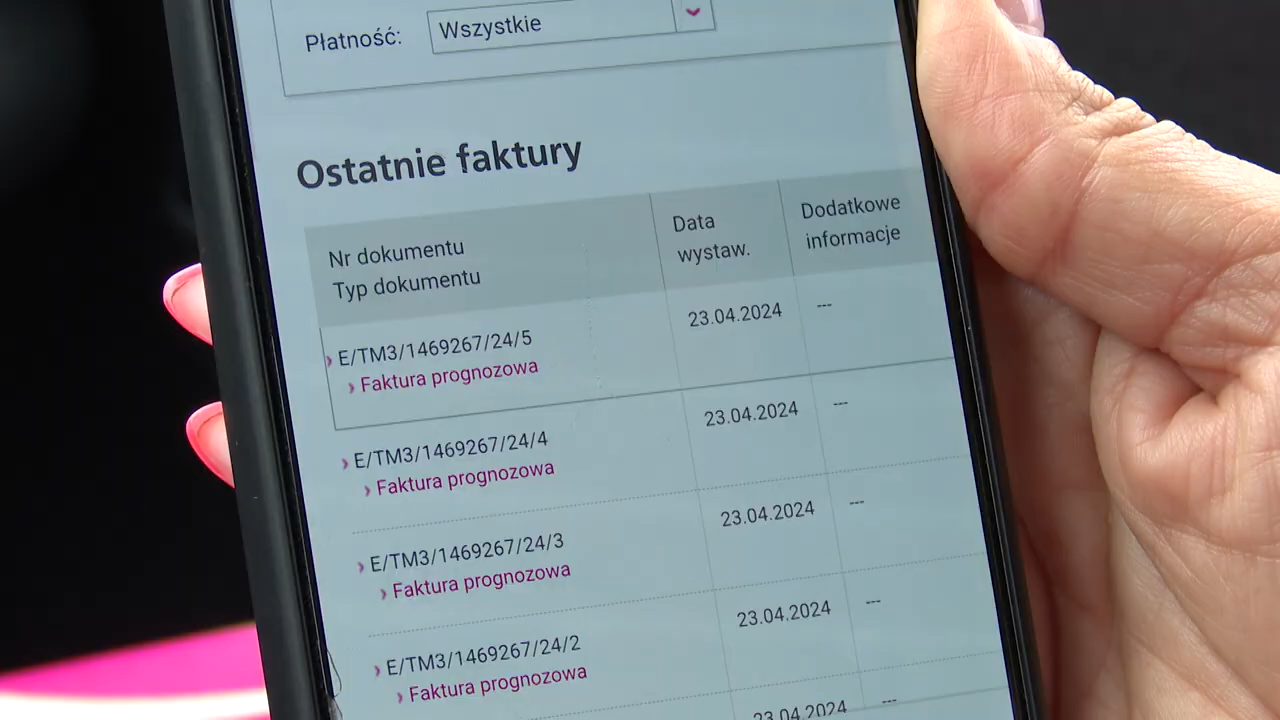 Płatność: Wszystkie
Ostatnie faktury
Nr dokumentu
Typ dokumentu
Data
wystaw.
Dodatkowe
informacje
E/TM3/1469267/24/5
Faktura prognozowa
23.04.2024
---
E/TM3/1469267/24/4
Faktura prognozowa
23.04.2024
---
E/TM3/1469267/24/3
Faktura prognozowa
23.04.2024
---
E/TM3/1469267/24/2
Faktura prognozowa
23.04.2024
---
23.04.2024
---